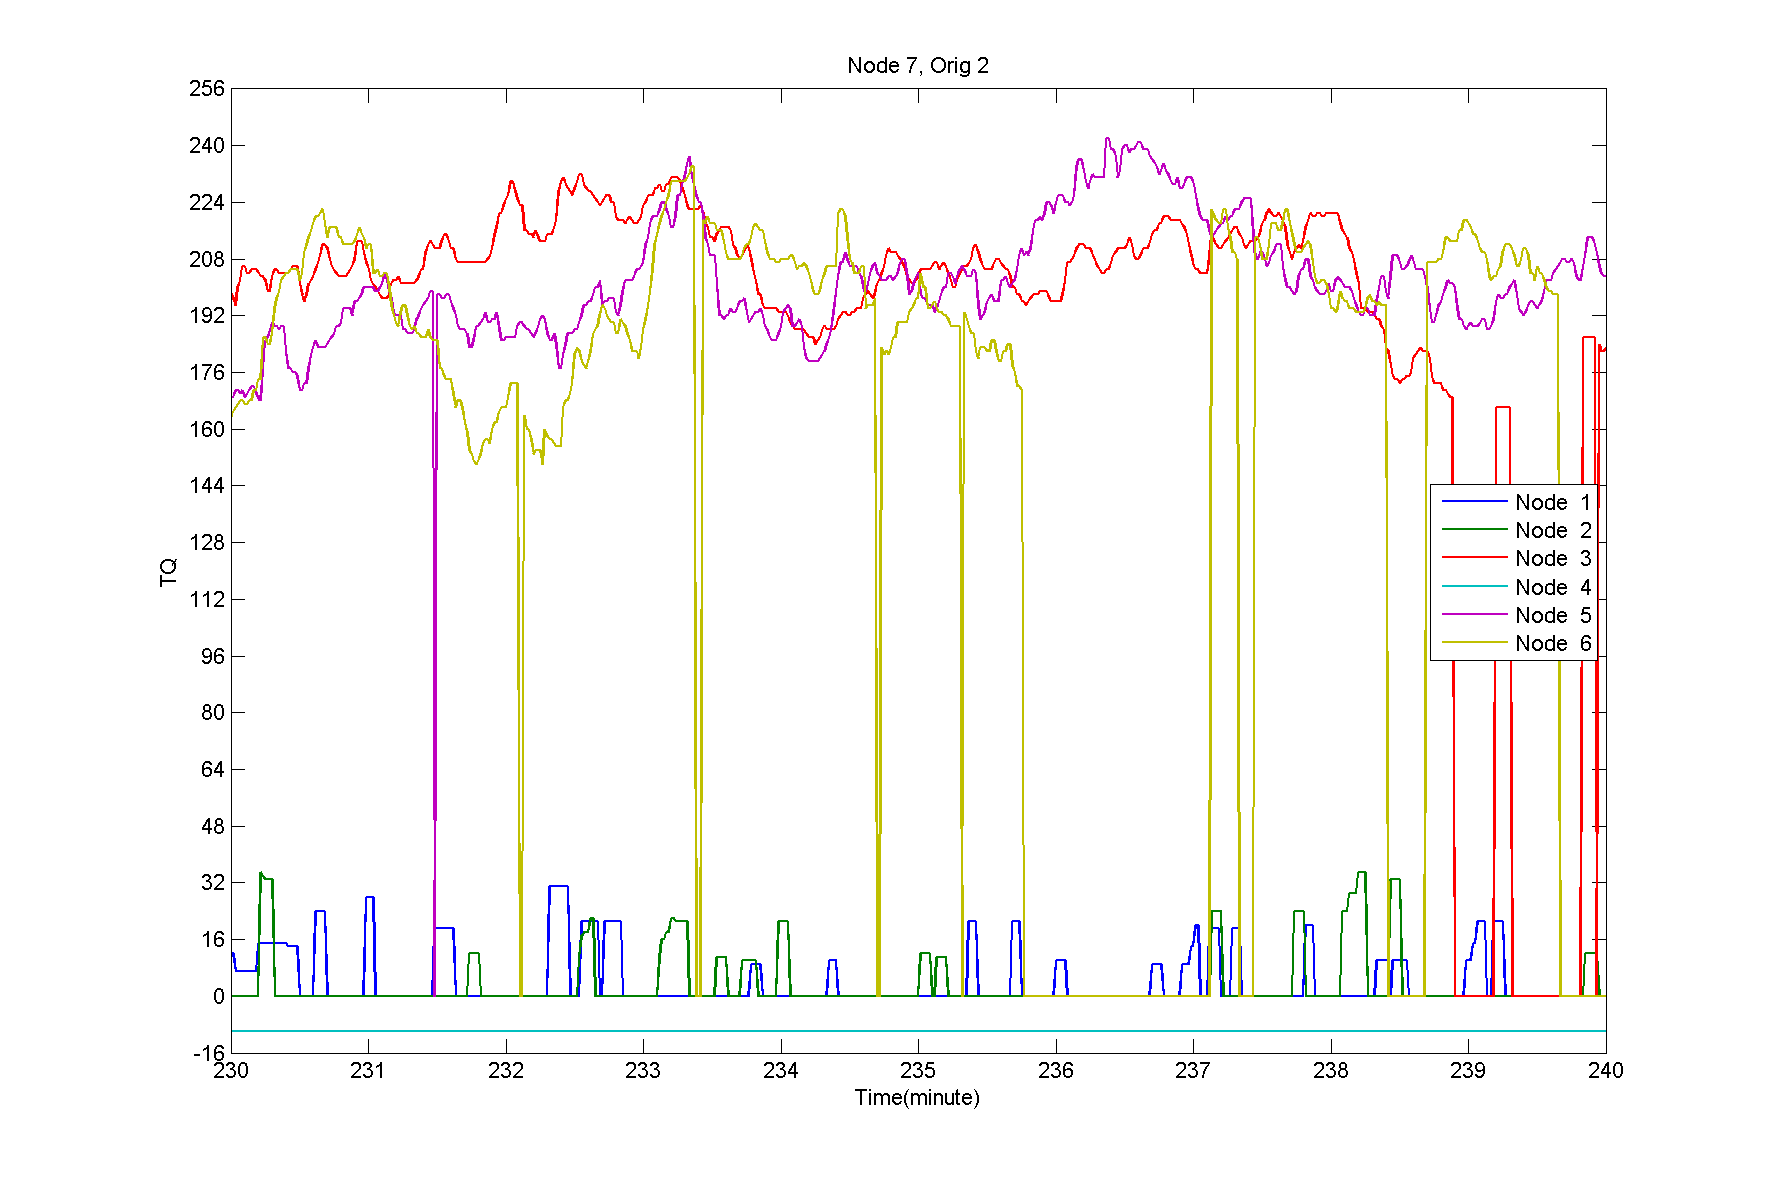 Node 7, Orig 2
256
240
224
208
192
176
160
144
128
112
96
80
64
48
32
16
0
-16
TQ
Node 1
Node 2
Node 3
Node 4
Node 5
Node 6
230 231 232 233 234 235 236 237 238 239 240
Time(minute)